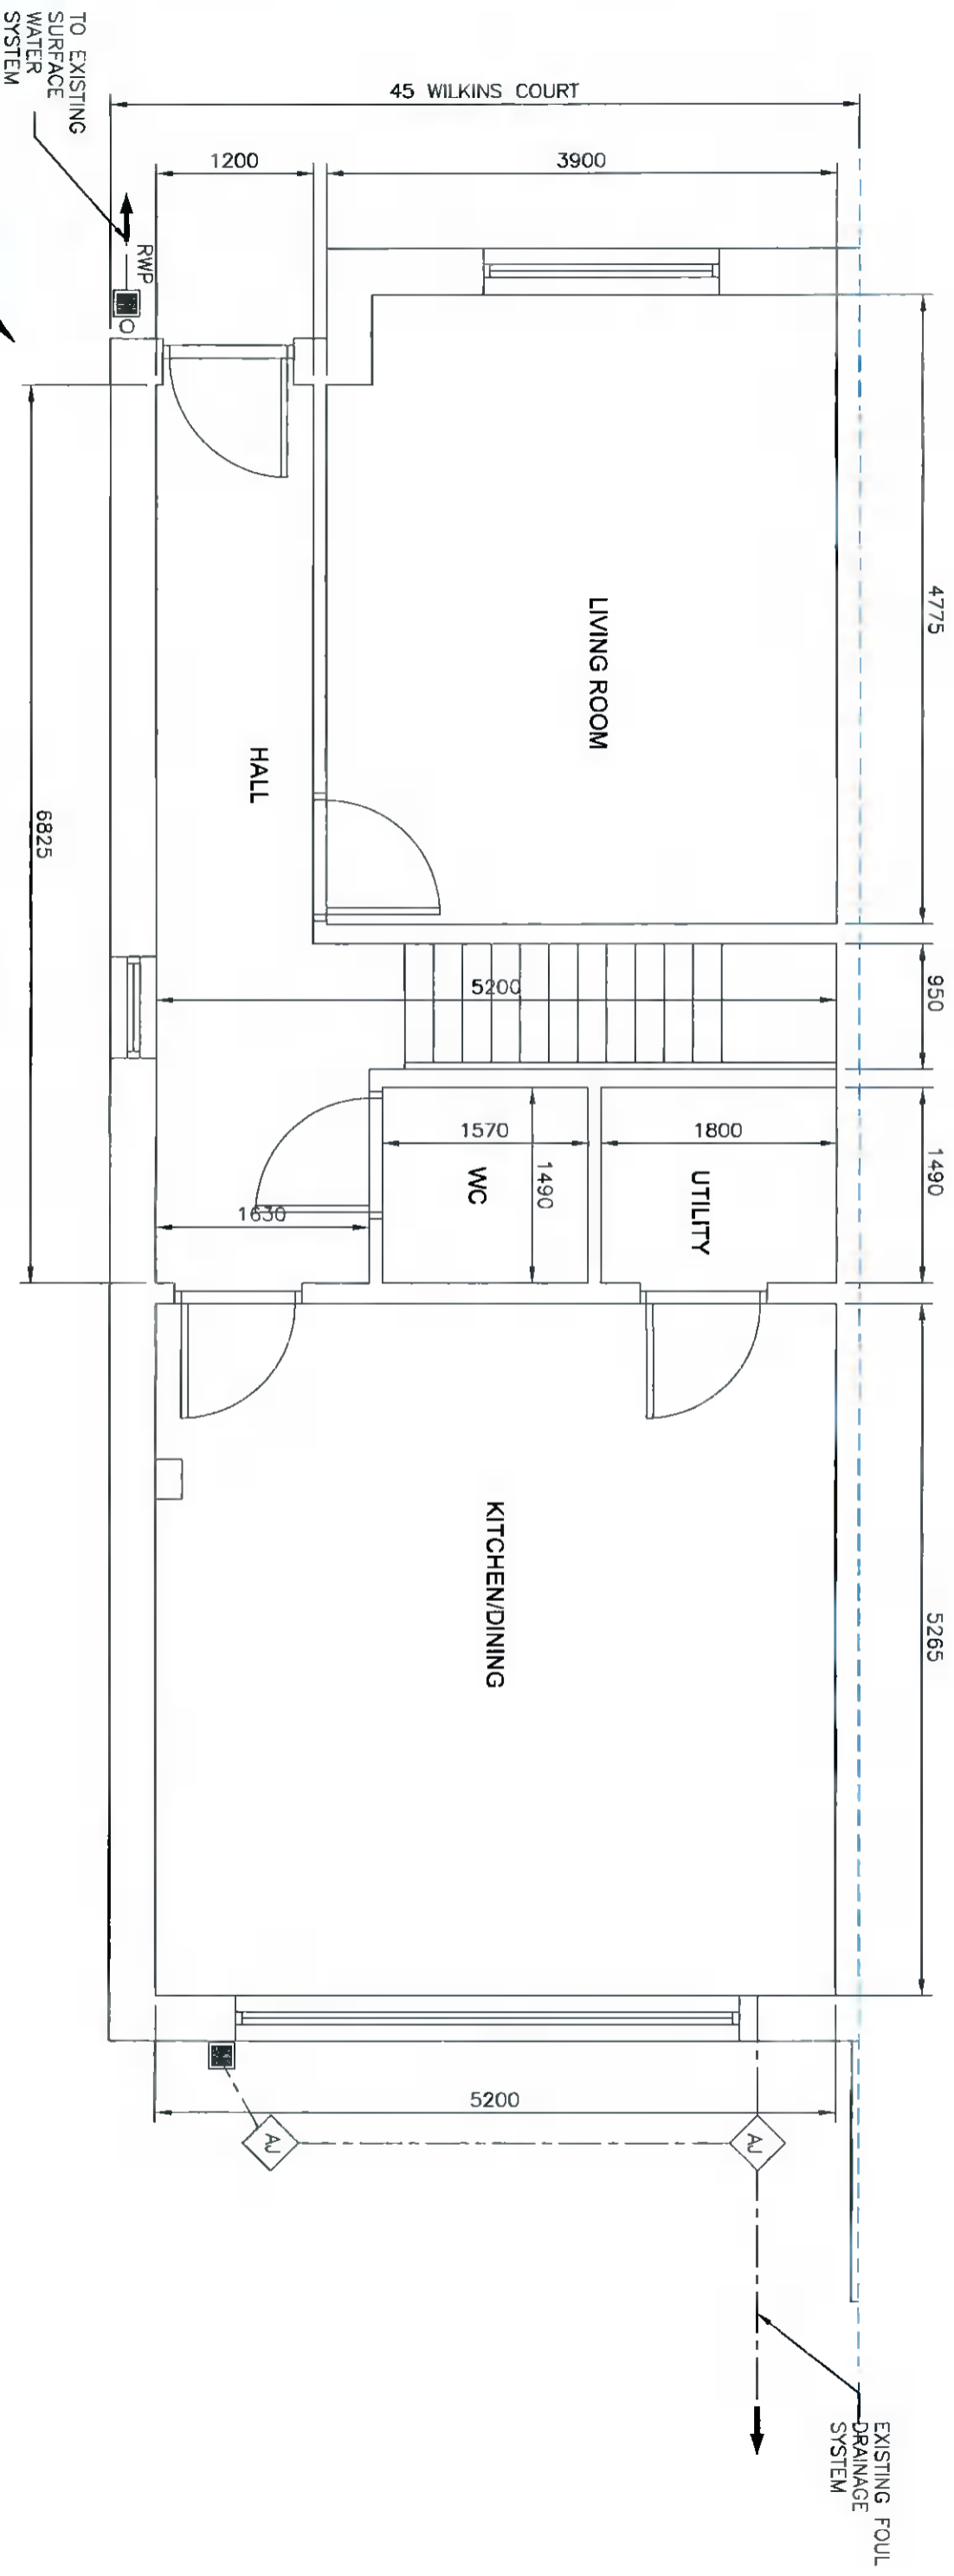 TO EXISTING
SURFACE
WATER
SYSTEM
45 WILKINS COURT
1200
3900
RWP
4775
LIVING ROOM
HALL
6825
950
5200
1490
1570
1800
WC
1490
UTILITY
1630
KITCHEN/DINING
5265
5200
AJ
AJ
EXISTING FOUL
DRAINAGE
SYSTEM